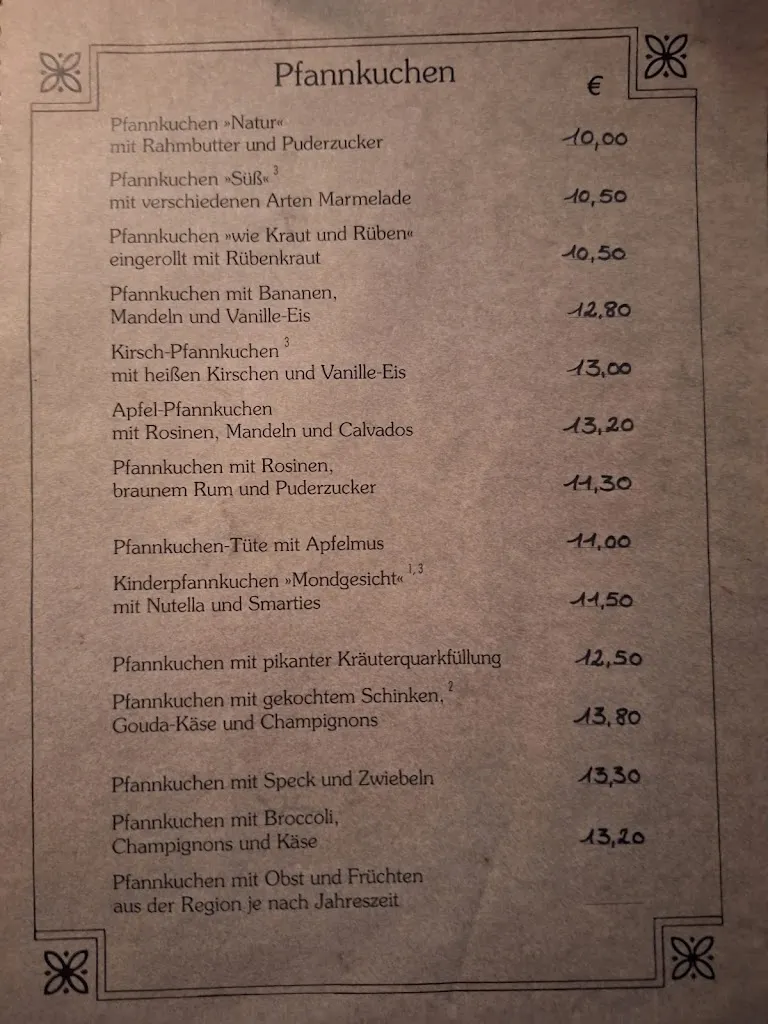 Pfannkuchen
€
Pfannkuchen »Natur«
mit Rahmbutter und Puderzucker 10,00
Pfannkuchen »Süß« 3
mit verschiedenen Arten Marmelade 10,50
Pfannkuchen »wie Kraut und Rüben«
eingerollt mit Rübenkraut 10,50
Pfannkuchen mit Bananen,
Mandeln und Vanille-Eis 12,80
Kirsch-Pfannkuchen 3
mit heißen Kirschen und Vanille-Eis 13,00
Apfel-Pfannkuchen
mit Rosinen, Mandeln und Calvados 13,20
Pfannkuchen mit Rosinen,
braunem Rum und Puderzucker 11,30
Pfannkuchen-Tüte mit Apfelmus 11,00
Kinderpfannkuchen »Mondgesicht« 1,3
mit Nutella und Smarties 11,50
Pfannkuchen mit pikanter Kräuterquarkfüllung 12,50
Pfannkuchen mit gekochtem Schinken, 2
Gouda-Käse und Champignons 13,80
Pfannkuchen mit Speck und Zwiebeln 13,30
Pfannkuchen mit Broccoli,
Champignons und Käse 13,20
Pfannkuchen mit Obst und Früchten
aus der Region je nach Jahreszeit